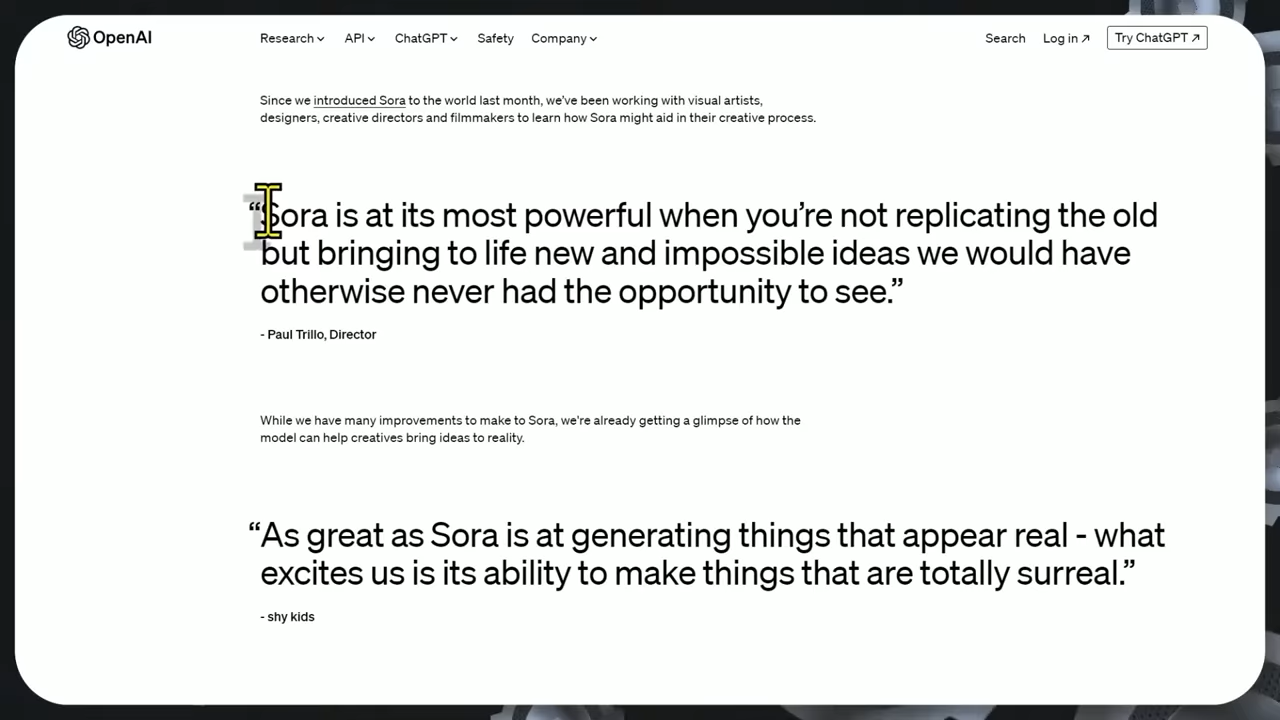 OpenAI
Research API ChatGPT Safety Company Search Log in ↗ Try ChatGPT ↗
Since we introduced Sora to the world last month, we’ve been working with visual artists,
designers, creative directors and filmmakers to learn how Sora might aid in their creative process.
“Sora is at its most powerful when you’re not replicating the old
but bringing to life new and impossible ideas we would have
otherwise never had the opportunity to see.”
- Paul Trillo, Director
While we have many improvements to make to Sora, we're already getting a glimpse of how the
model can help creatives bring ideas to reality.
“As great as Sora is at generating things that appear real - what
excites us is its ability to make things that are totally surreal.”
- shy kids